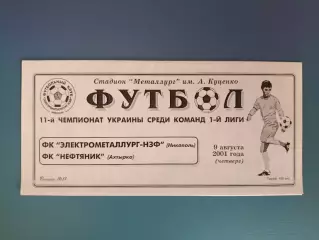 Стадион "Металлург" им. А. Куценко
ФУТБОЛ
11-й ЧЕМПИОНАТ УКРАИНЫ СРЕДИ КОМАНД 1-Й ЛИГИ
ФК "ЭЛЕКТРОМЕТАЛЛУРГ-НЗФ" (Никополь)
ФК "НЕФТЯНИК" (Ахтырка)
9 августа
2001 года
(четверг)